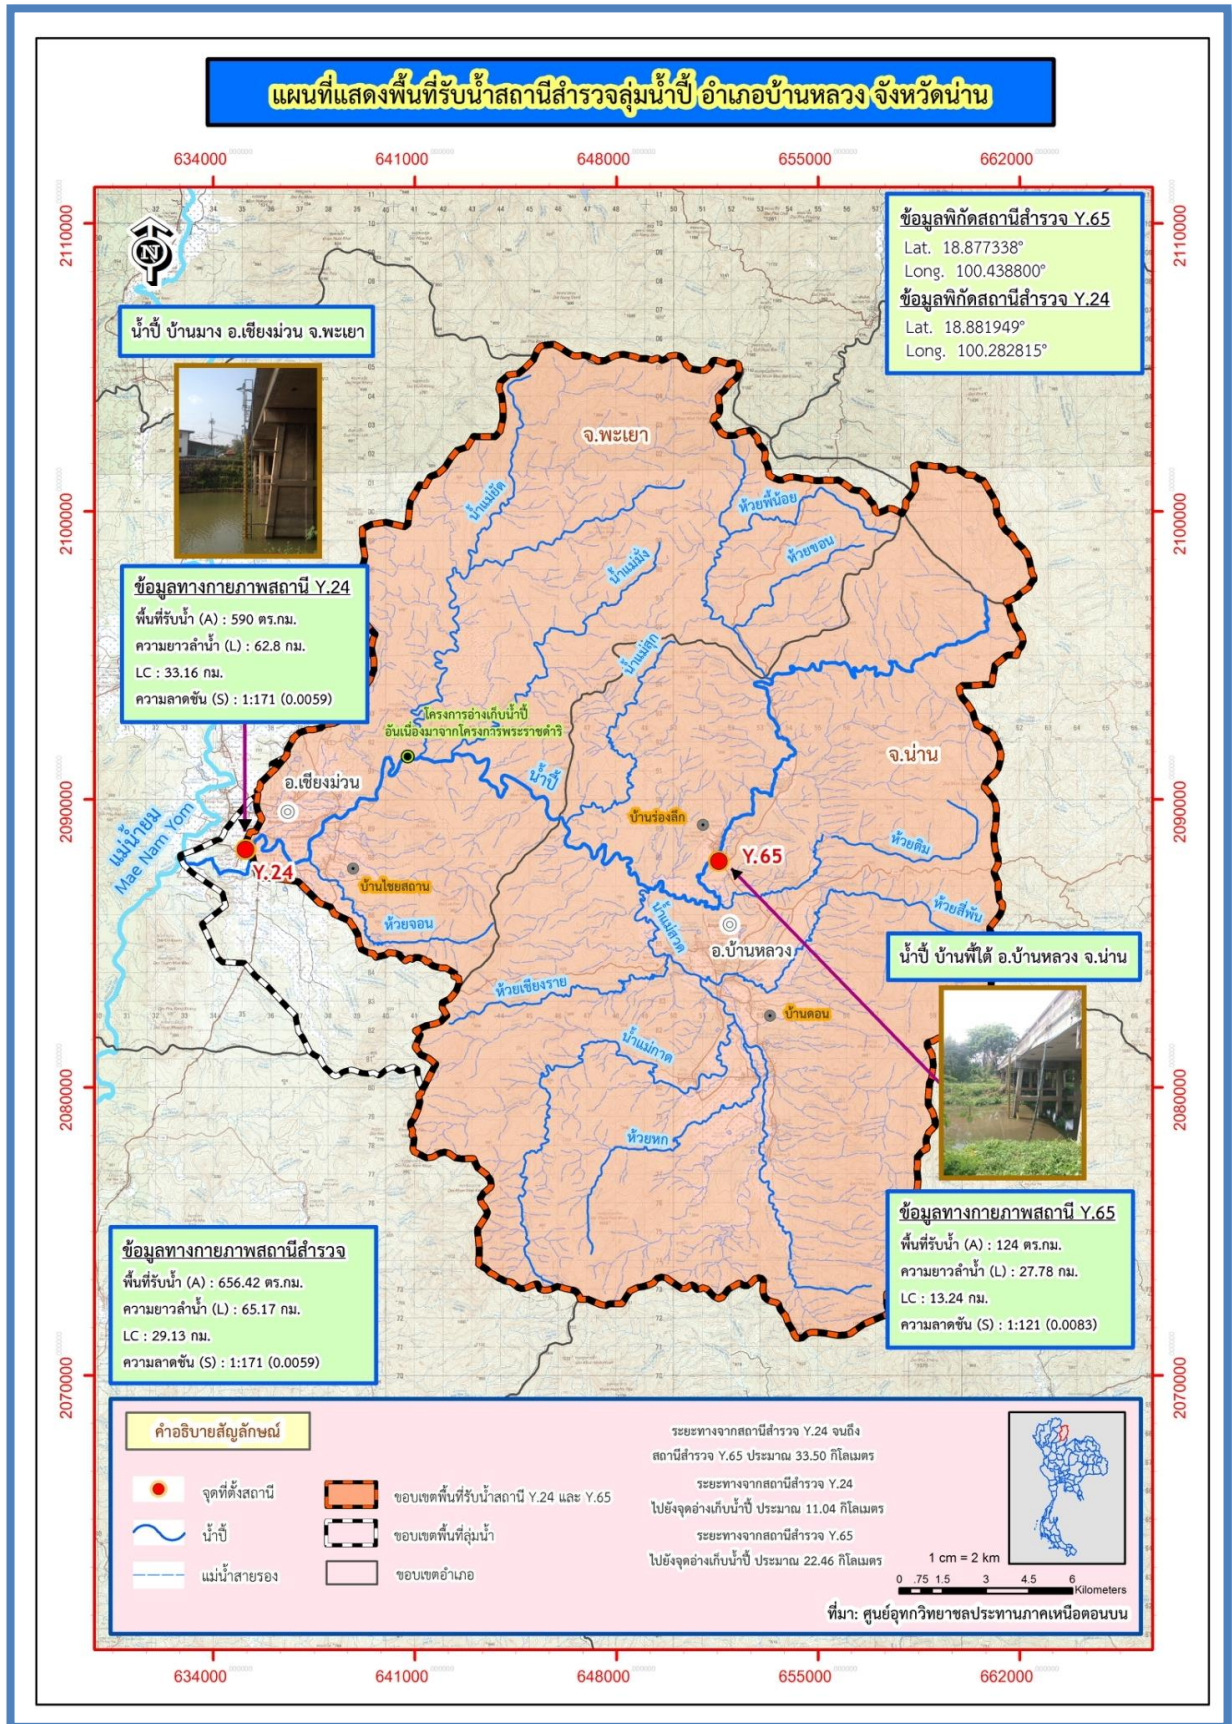 แผนที่แสดงพื้นที่รับน้ำสถานีสำรวจลุ่มน้ำปี้ อำเภอบ้านหลวง จังหวัดน่าน
634000
641000
648000
655000
662000
2110000
2110000
N
ข้อมูลพิกัดสถานีสำรวจ Y.65
Lat. 18.877338°
Long. 100.438800°
ข้อมูลพิกัดสถานีสำรวจ Y.24
Lat. 18.881949°
Long. 100.282815°
น้ำปี้ บ้านมาง อ.เชียงม่วน จ.พะเยา
จ.พะเยา
น้ำแม่ยัด
2100000
2100000
ห้วยพี้น้อย
ห้วยขอน
น้ำแม่มั่ง
ข้อมูลทางกายภาพสถานี Y.24
พื้นที่รับน้ำ (A) : 590 ตร.กม.
ความยาวลำน้ำ (L) : 62.8 กม.
LC : 33.16 กม.
ความลาดชัน (S) : 1:171 (0.0059)
น้ำแม่สุก
โครงการอ่างเก็บน้ำปี้
อันเนื่องมาจากโครงการพระราชดำริ
จ.น่าน
น้ำปี้
อ.เชียงม่วน
2090000
2090000
แม่น้ำยม
Mae Nam Yom
บ้านร่องลึก
ห้วยติม
Y.24
Y.65
บ้านไชยสถาน
ห้วยสี่พัน
ห้วยจอน
น้ำแม่สวด
อ.บ้านหลวง
น้ำปี้ บ้านพี้ใต้ อ.บ้านหลวง จ.น่าน
ห้วยเชียงราย
บ้านดอน
น้ำแม่กาด
2080000
2080000
ห้วยหก
ข้อมูลทางกายภาพสถานีสำรวจ
พื้นที่รับน้ำ (A) : 656.42 ตร.กม.
ความยาวลำน้ำ (L) : 65.17 กม.
LC : 29.13 กม.
ความลาดชัน (S) : 1:171 (0.0059)
ข้อมูลทางกายภาพสถานี Y.65
พื้นที่รับน้ำ (A) : 124 ตร.กม.
ความยาวลำน้ำ (L) : 27.78 กม.
LC : 13.24 กม.
ความลาดชัน (S) : 1:121 (0.0083)
2070000
2070000
คำอธิบายสัญลักษณ์
จุดที่ตั้งสถานี
น้ำปี้
แม่น้ำสายรอง
ขอบเขตพื้นที่รับน้ำสถานี Y.24 และ Y.65
ขอบเขตพื้นที่ลุ่มน้ำ
ขอบเขตอำเภอ
ระยะทางจากสถานีสำรวจ Y.24 จนถึง
สถานีสำรวจ Y.65 ประมาณ 33.50 กิโลเมตร
ระยะทางจากสถานีสำรวจ Y.24
ไปยังจุดอ่างเก็บน้ำปี้ ประมาณ 11.04 กิโลเมตร
ระยะทางจากสถานีสำรวจ Y.65
ไปยังจุดอ่างเก็บน้ำปี้ ประมาณ 22.46 กิโลเมตร
1 cm = 2 km
0 .75 1.5 3 4.5 6
Kilometers
ที่มา: ศูนย์อุทกวิทยาชลประทานภาคเหนือตอนบน
634000
641000
648000
655000
662000